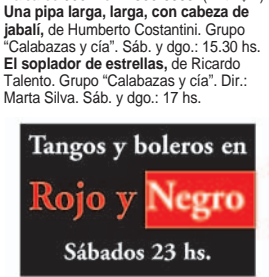 Una pipa larga, larga, con cabeza de
jabalí, de Humberto Costantini. Grupo
“Calabazas y cía”. Sáb. y dgo.: 15.30 hs.
El soplador de estrellas, de Ricardo
Talento. Grupo “Calabazas y cía”. Dir.:
Marta Silva. Sáb. y dgo.: 17 hs.
Tangos y boleros en
Rojo y Negro
Sábados 23 hs.